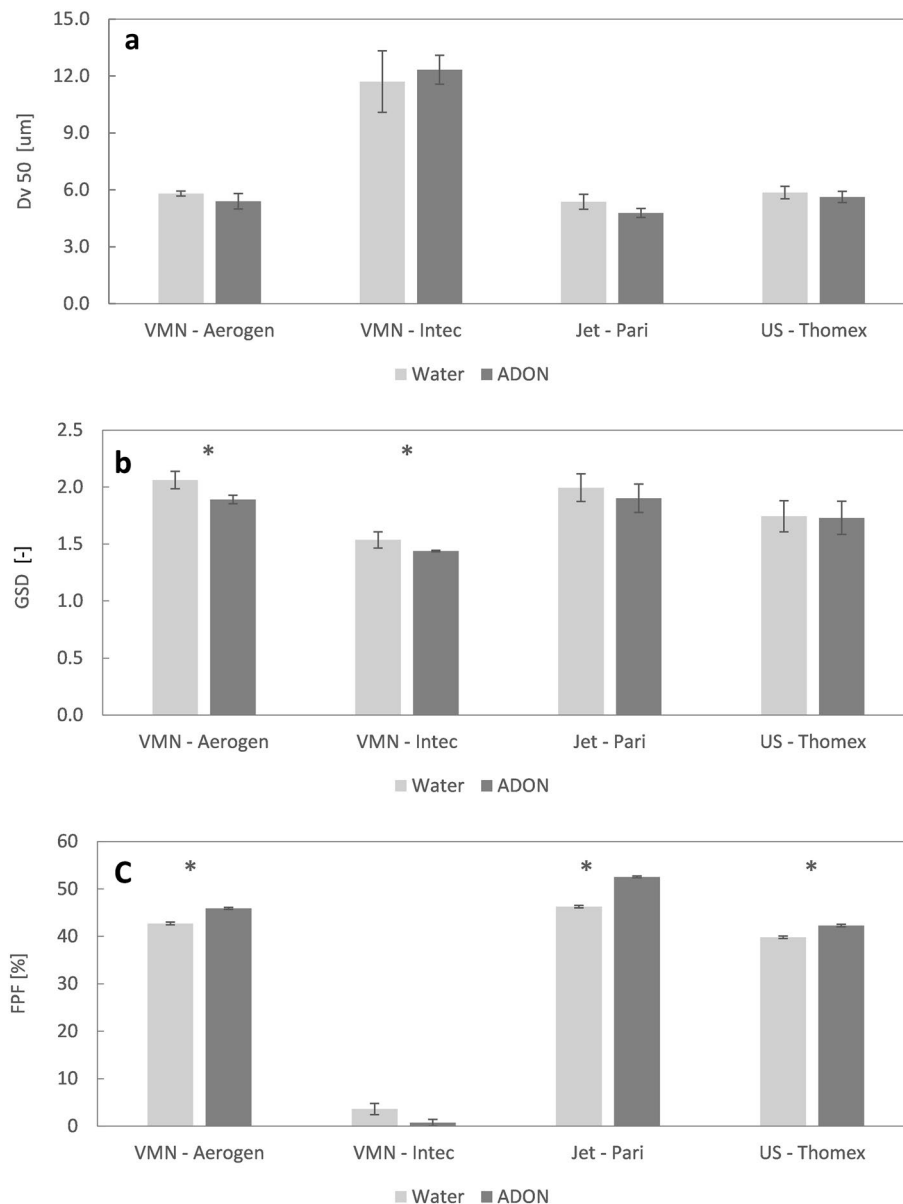 a
Dv 50 [um]
15.0
12.0
9.0
6.0
3.0
0.0
VMN - Aerogen VMN - Intec Jet - Pari US - Thomex
Water ADON
b
GSD [-]
2.5
* *
2.0
1.5
1.0
0.5
0.0
VMN - Aerogen VMN - Intec Jet - Pari US - Thomex
Water ADON
C
FPF [%]
60
* * *
50
40
30
20
10
0
VMN - Aerogen VMN - Intec Jet - Pari US - Thomex
Water ADON